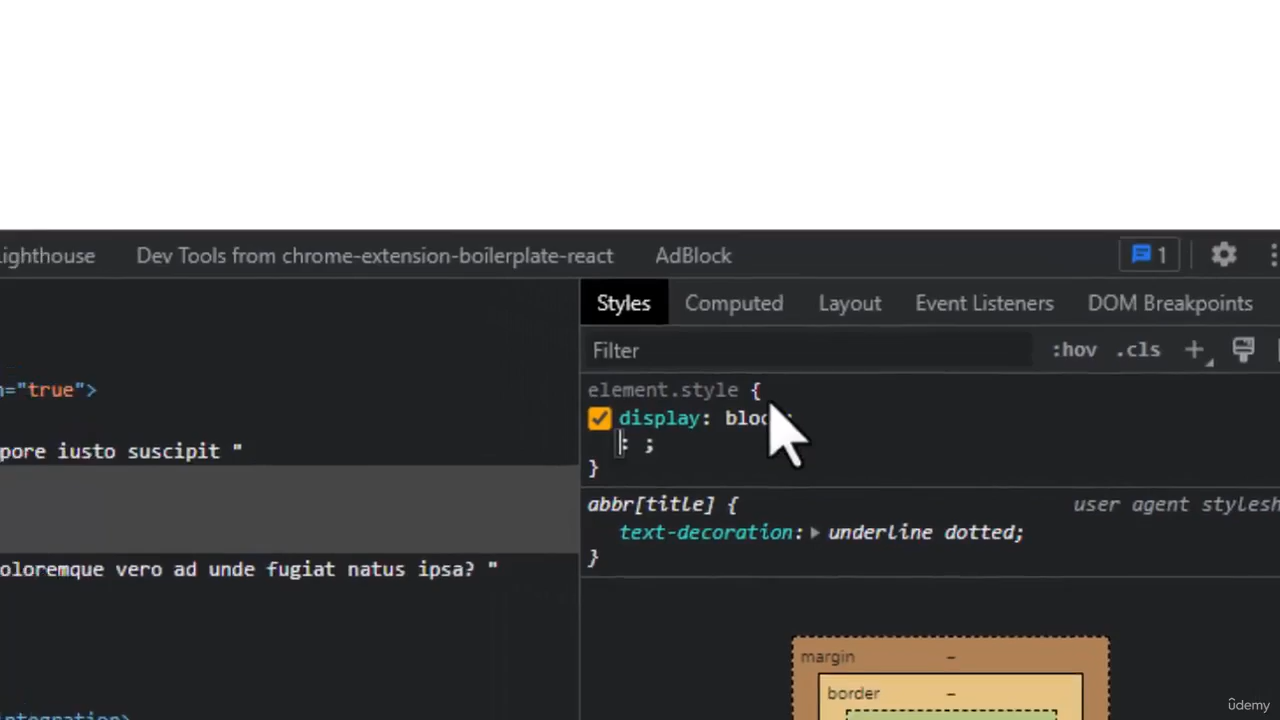 ighthouse Dev Tools from chrome-extension-boilerplate-react AdBlock 1
Styles Computed Layout Event Listeners DOM Breakpoints
Filter :hov .cls +
="true">
element.style {
display: bloc ;
: ;
}
pore iusto suscipit "
abbr[title] { user agent stylesh
text-decoration: underline dotted;
}
oloremque vero ad unde fugiat natus ipsa? "
margin –
border –
integration>
ûdemy